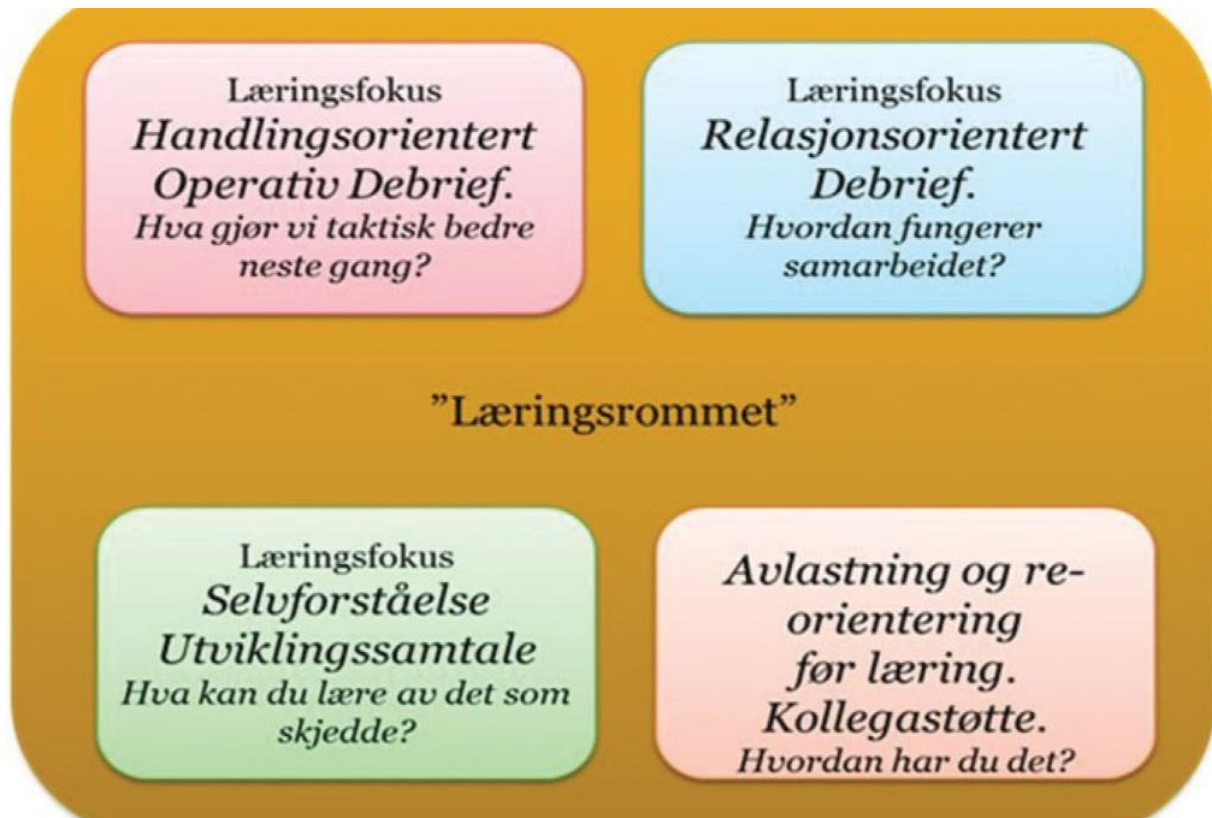 Læringsfokus
Handlingsorientert
Operativ Debrief.
Hva gjør vi taktisk bedre
neste gang?
Læringsfokus
Relasjonsorientert
Debrief.
Hvordan fungerer
samarbeidet?
”Læringsrommet”
Læringsfokus
Selvforståelse
Utviklingssamtale
Hva kan du lære av det som
skjedde?
Avlastning og re-
orientering
før læring.
Kollegastøtte.
Hvordan har du det?